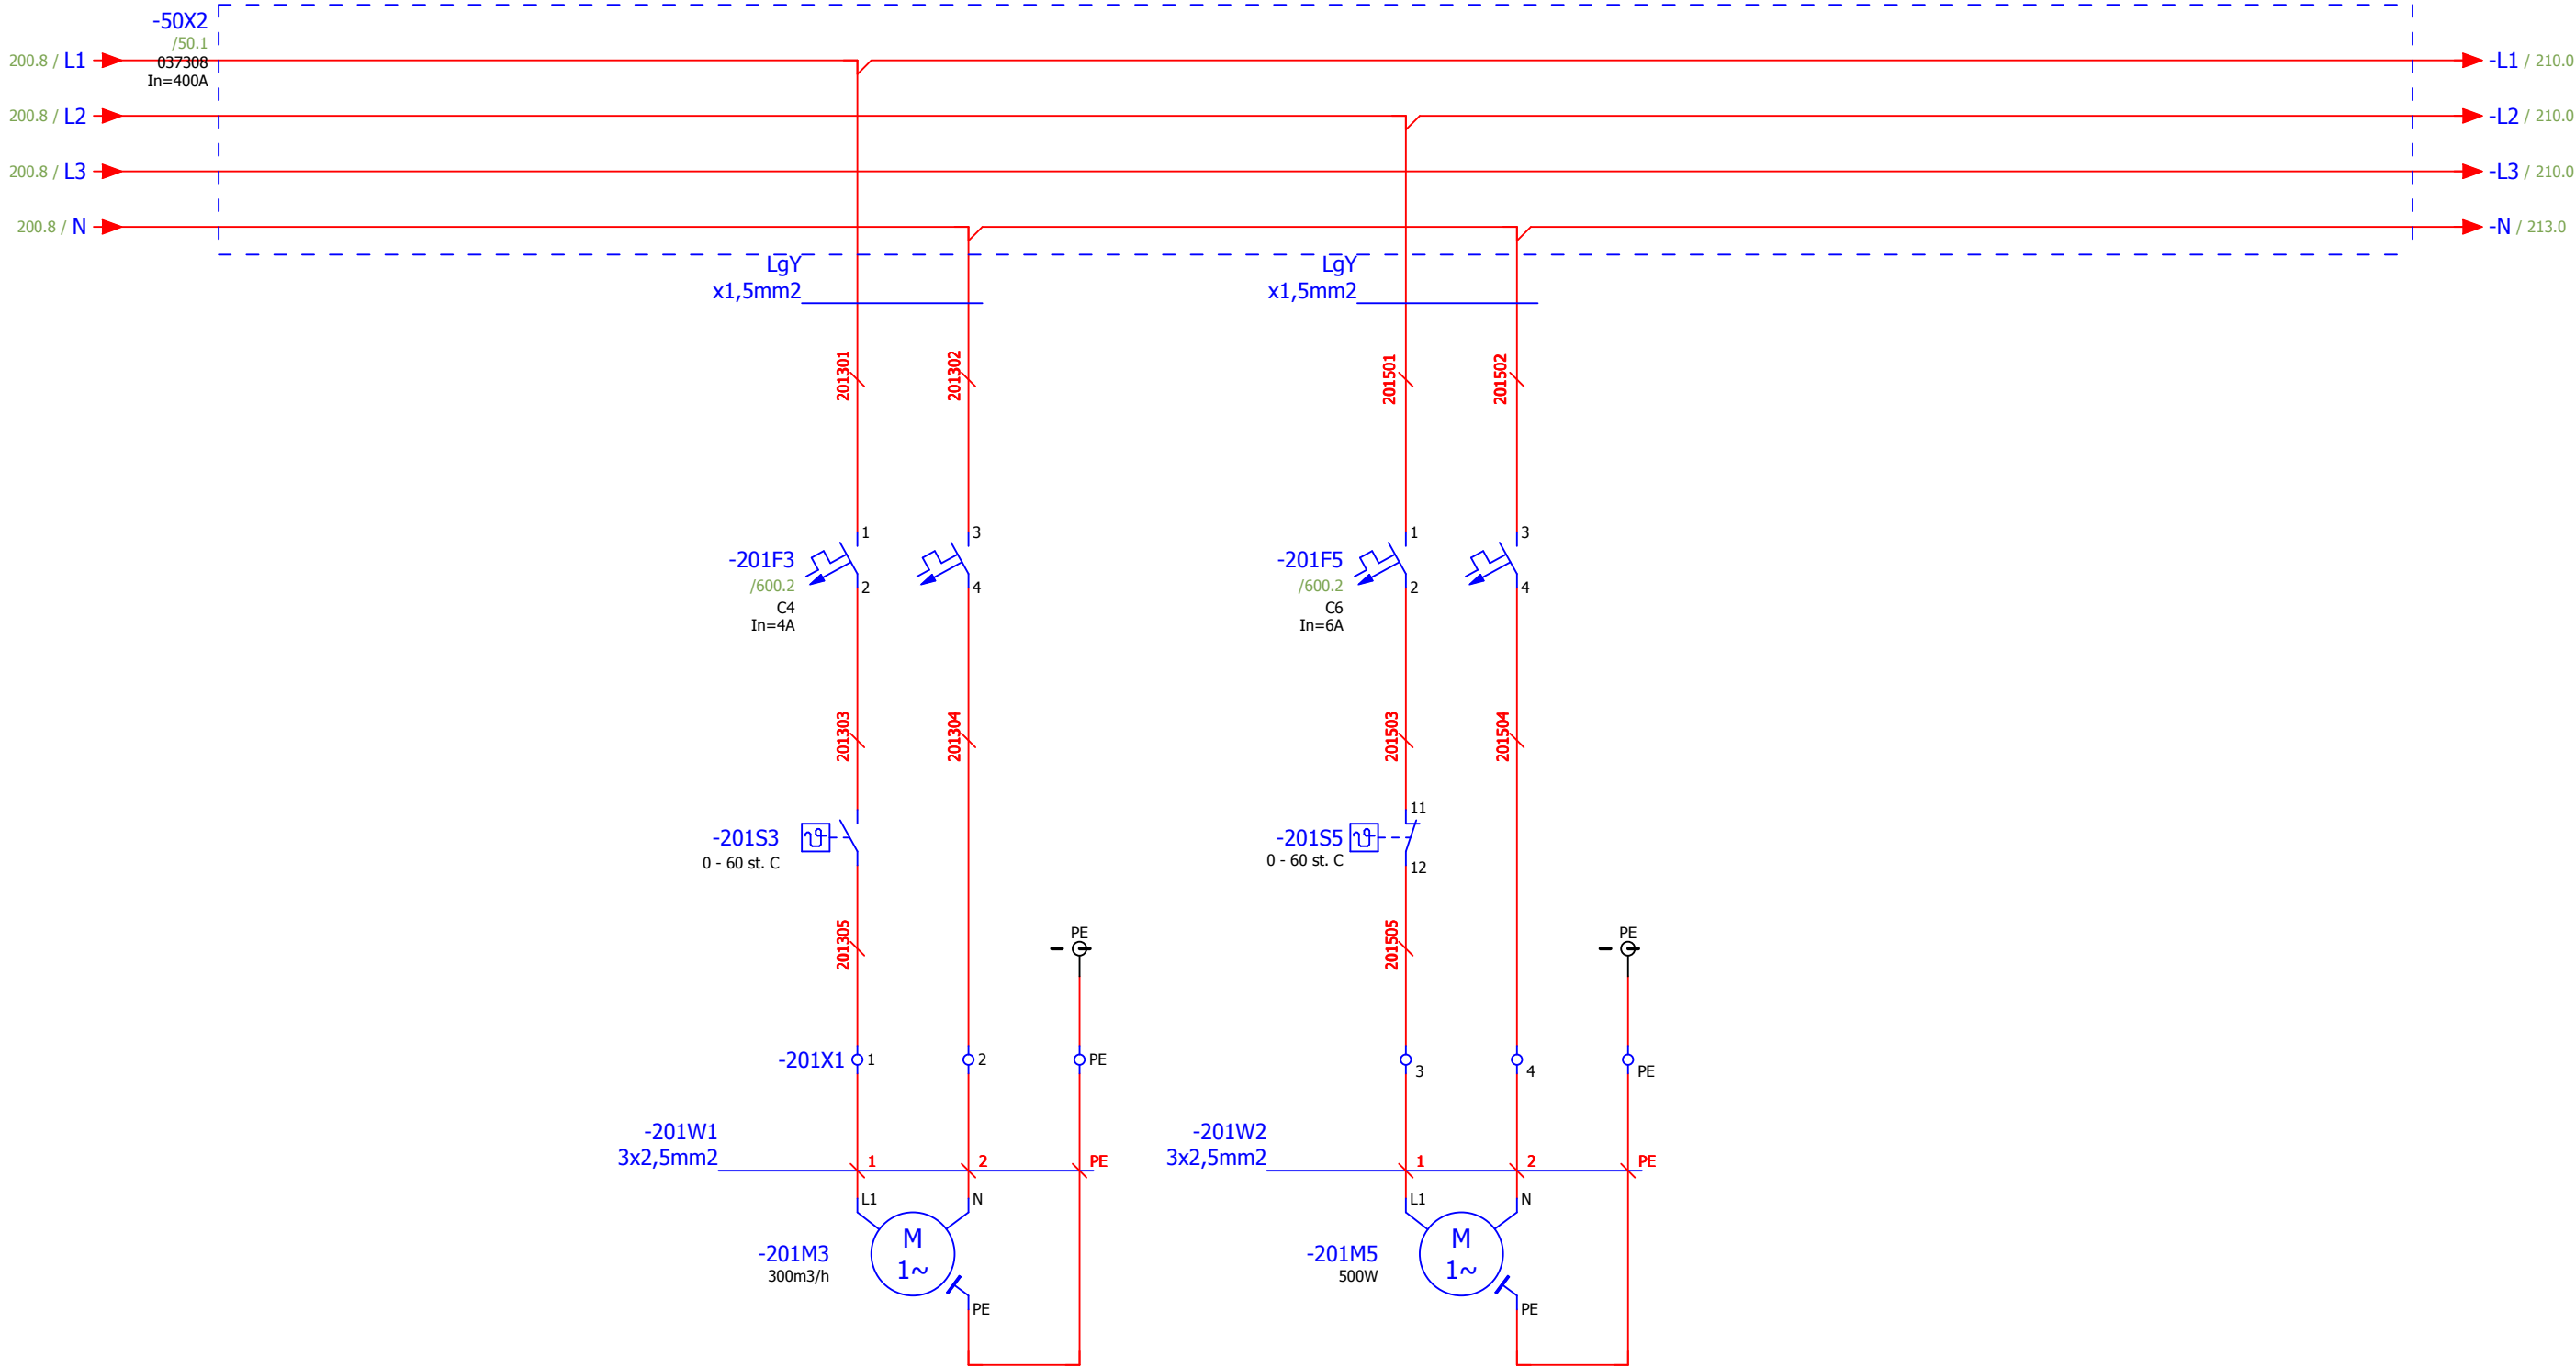 -50X2
/50.1
037308
In=400A
200.8 / L1
-L1 / 210.0
200.8 / L2
-L2 / 210.0
200.8 / L3
-L3 / 210.0
200.8 / N
-N / 213.0
LgY
x1,5mm2
LgY
x1,5mm2
201301
201302
201501
201502
-201F3
/600.2
C4
In=4A
1
2
3
4
-201F5
/600.2
C6
In=6A
1
2
3
4
201303
201304
201503
201504
-201S3
0 - 60 st. C
ϑ
-201S5
0 - 60 st. C
ϑ
11
12
201305
PE
201505
PE
-201X1
1
2
PE
3
4
PE
-201W1
3x2,5mm2
1
2
PE
-201W2
3x2,5mm2
1
2
PE
L1
N
-201M3
300m3/h
M
1~
PE
L1
N
-201M5
500W
M
1~
PE